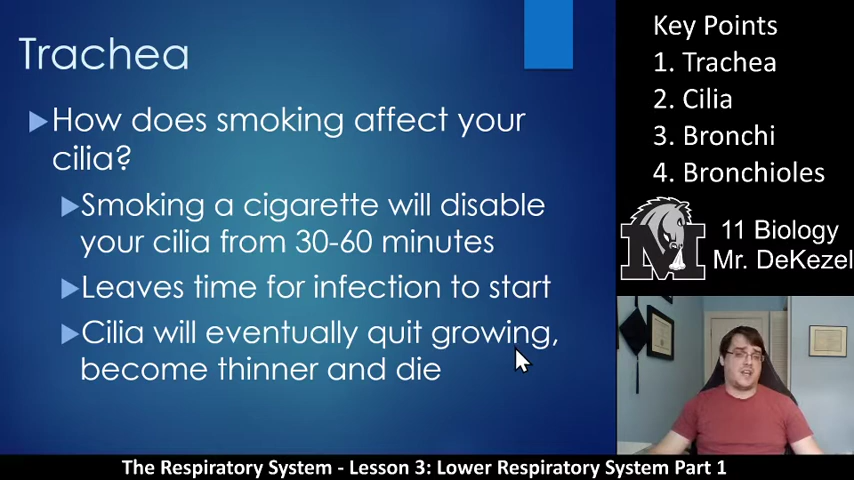 Trachea
How does smoking affect your
cilia?
Smoking a cigarette will disable
your cilia from 30-60 minutes
Leaves time for infection to start
Cilia will eventually quit growing,
become thinner and die
Key Points
1. Trachea
2. Cilia
3. Bronchi
4. Bronchioles
M
11 Biology
Mr. DeKezel
The Respiratory System - Lesson 3: Lower Respiratory System Part 1